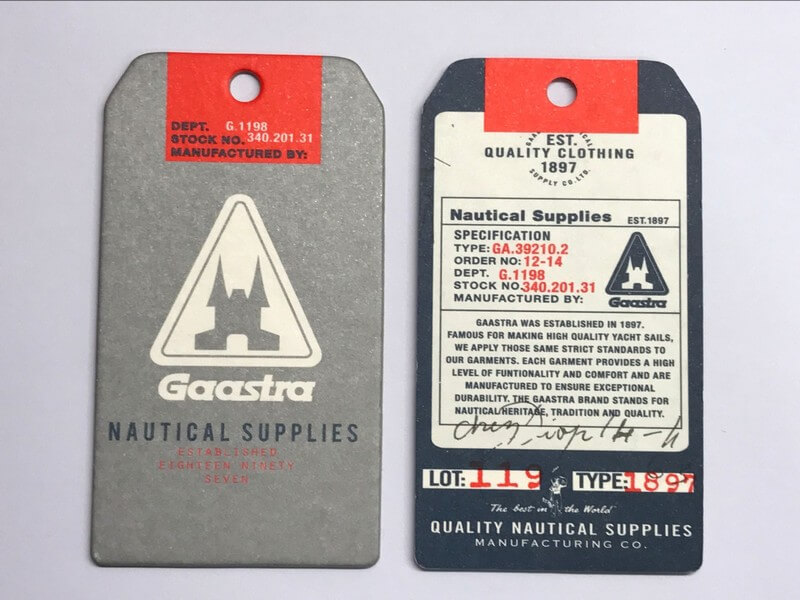 DEPT. G.1198
STOCK NO. 340.201.31
MANUFACTURED BY:
Gaastra
NAUTICAL SUPPLIES
ESTABLISHED
EIGHTEEN NINETY
SEVEN
EST.
QUALITY CLOTHING
1897
SUPPLY CO.LTD.
Nautical Supplies EST.1897
SPECIFICATION
TYPE: GA.39210.2
ORDER NO: 12-14
DEPT. G.1198
STOCK NO. 340.201.31
MANUFACTURED BY:
Gaastra
GAASTRA WAS ESTABLISHED IN 1897.
FAMOUS FOR MAKING HIGH QUALITY YACHT SAILS,
WE APPLY THOSE SAME STRICT STANDARDS TO
OUR GARMENTS. EACH GARMENT PROVIDES A HIGH
LEVEL OF FUNTIONALITY AND COMFORT AND ARE
MANUFACTURED TO ENSURE EXCEPTIONAL
DURABILITY. THE GAASTRA BRAND STANDS FOR
NAUTICAL HERITAGE, TRADITION AND QUALITY.
LOT: 119 TYPE: 1897
The best in the World
QUALITY NAUTICAL SUPPLIES
MANUFACTURING CO.